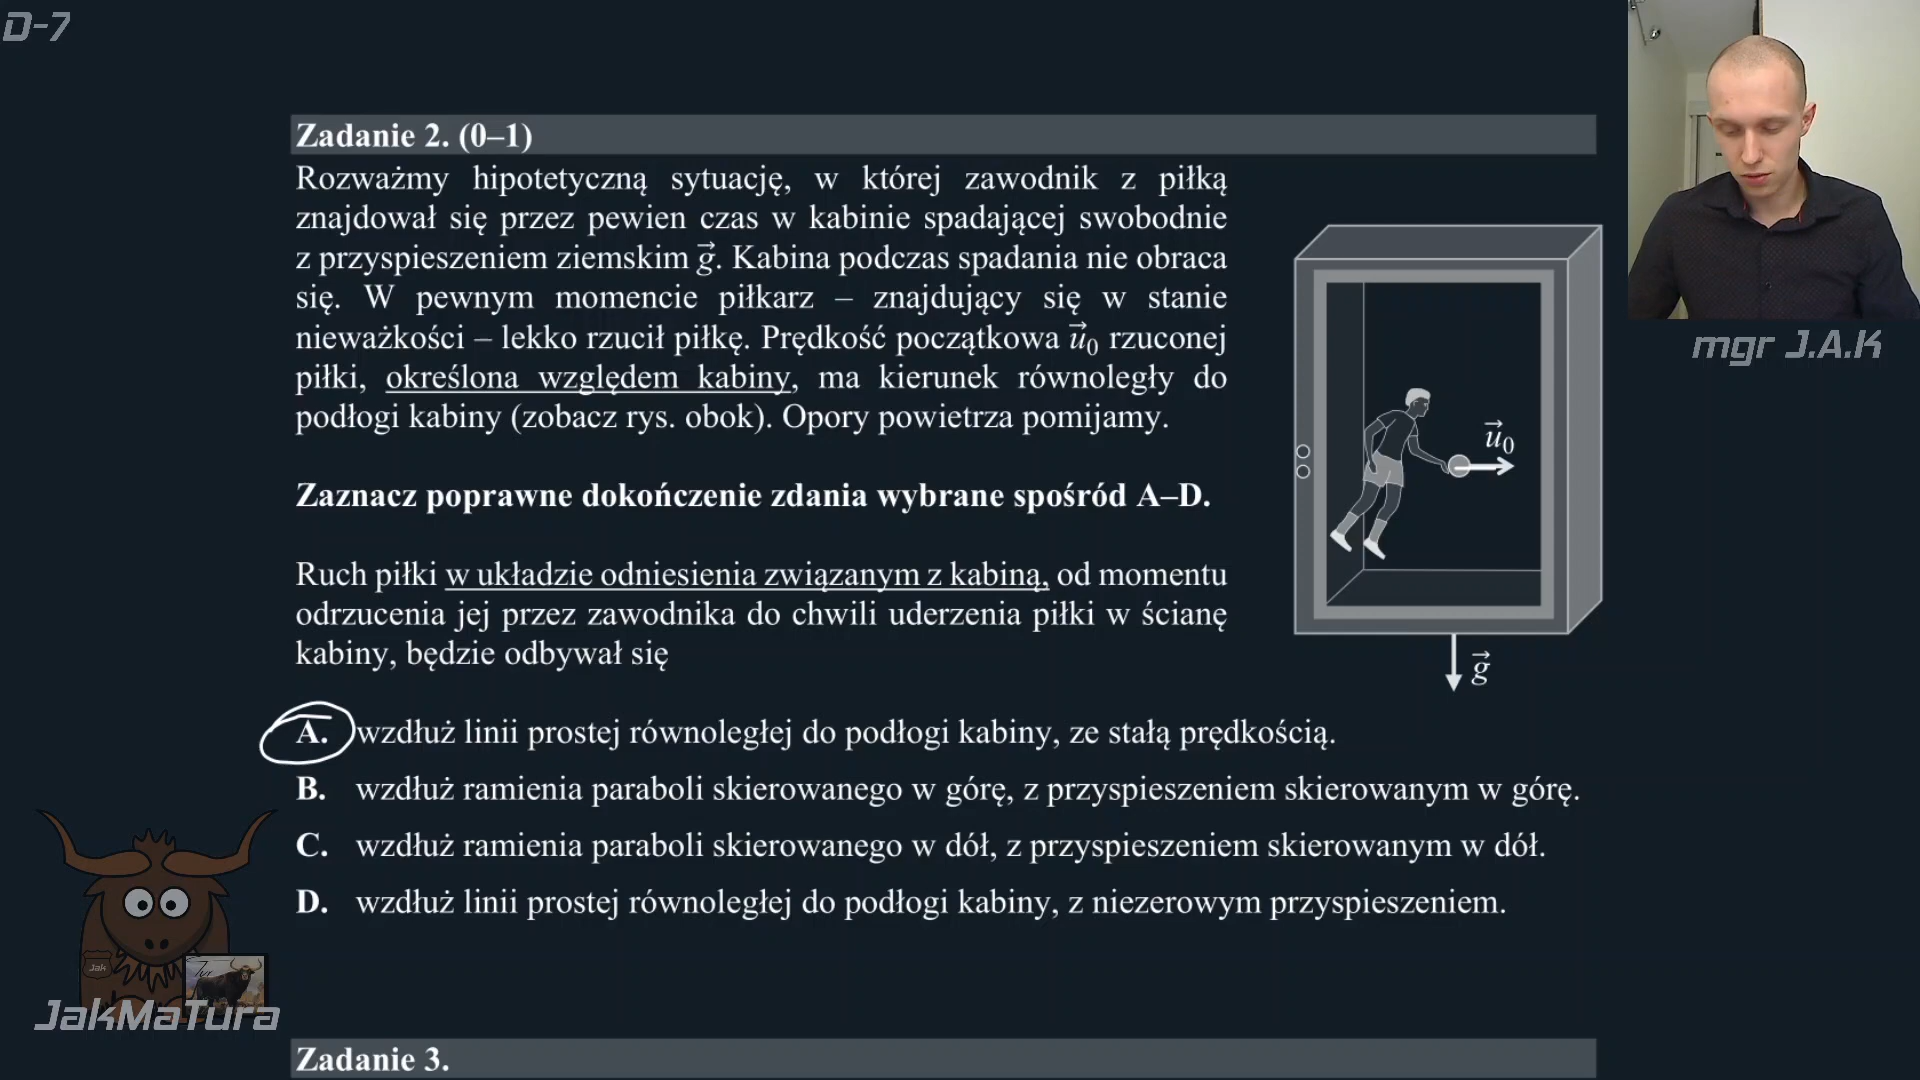 D-7
Zadanie 2. (0–1)
Rozważmy hipotetyczną sytuację, w której zawodnik z piłką
znajdował się przez pewien czas w kabinie spadającej swobodnie
z przyspieszeniem ziemskim g⃗. Kabina podczas spadania nie obraca
się. W pewnym momencie piłkarz – znajdujący się w stanie
nieważkości – lekko rzucił piłkę. Prędkość początkowa u⃗₀ rzuconej
piłki, określona względem kabiny, ma kierunek równoległy do
podłogi kabiny (zobacz rys. obok). Opory powietrza pomijamy.
u⃗₀
g⃗
mgr J.A.K
Zaznacz poprawne dokończenie zdania wybrane spośród A–D.
Ruch piłki w układzie odniesienia związanym z kabiną, od momentu
odrzucenia jej przez zawodnika do chwili uderzenia piłki w ścianę
kabiny, będzie odbywał się
A. wzdłuż linii prostej równoległej do podłogi kabiny, ze stałą prędkością.
B. wzdłuż ramienia paraboli skierowanego w górę, z przyspieszeniem skierowanym w górę.
C. wzdłuż ramienia paraboli skierowanego w dół, z przyspieszeniem skierowanym w dół.
D. wzdłuż linii prostej równoległej do podłogi kabiny, z niezerowym przyspieszeniem.
Jak
Tur
JakMaTura
Zadanie 3.